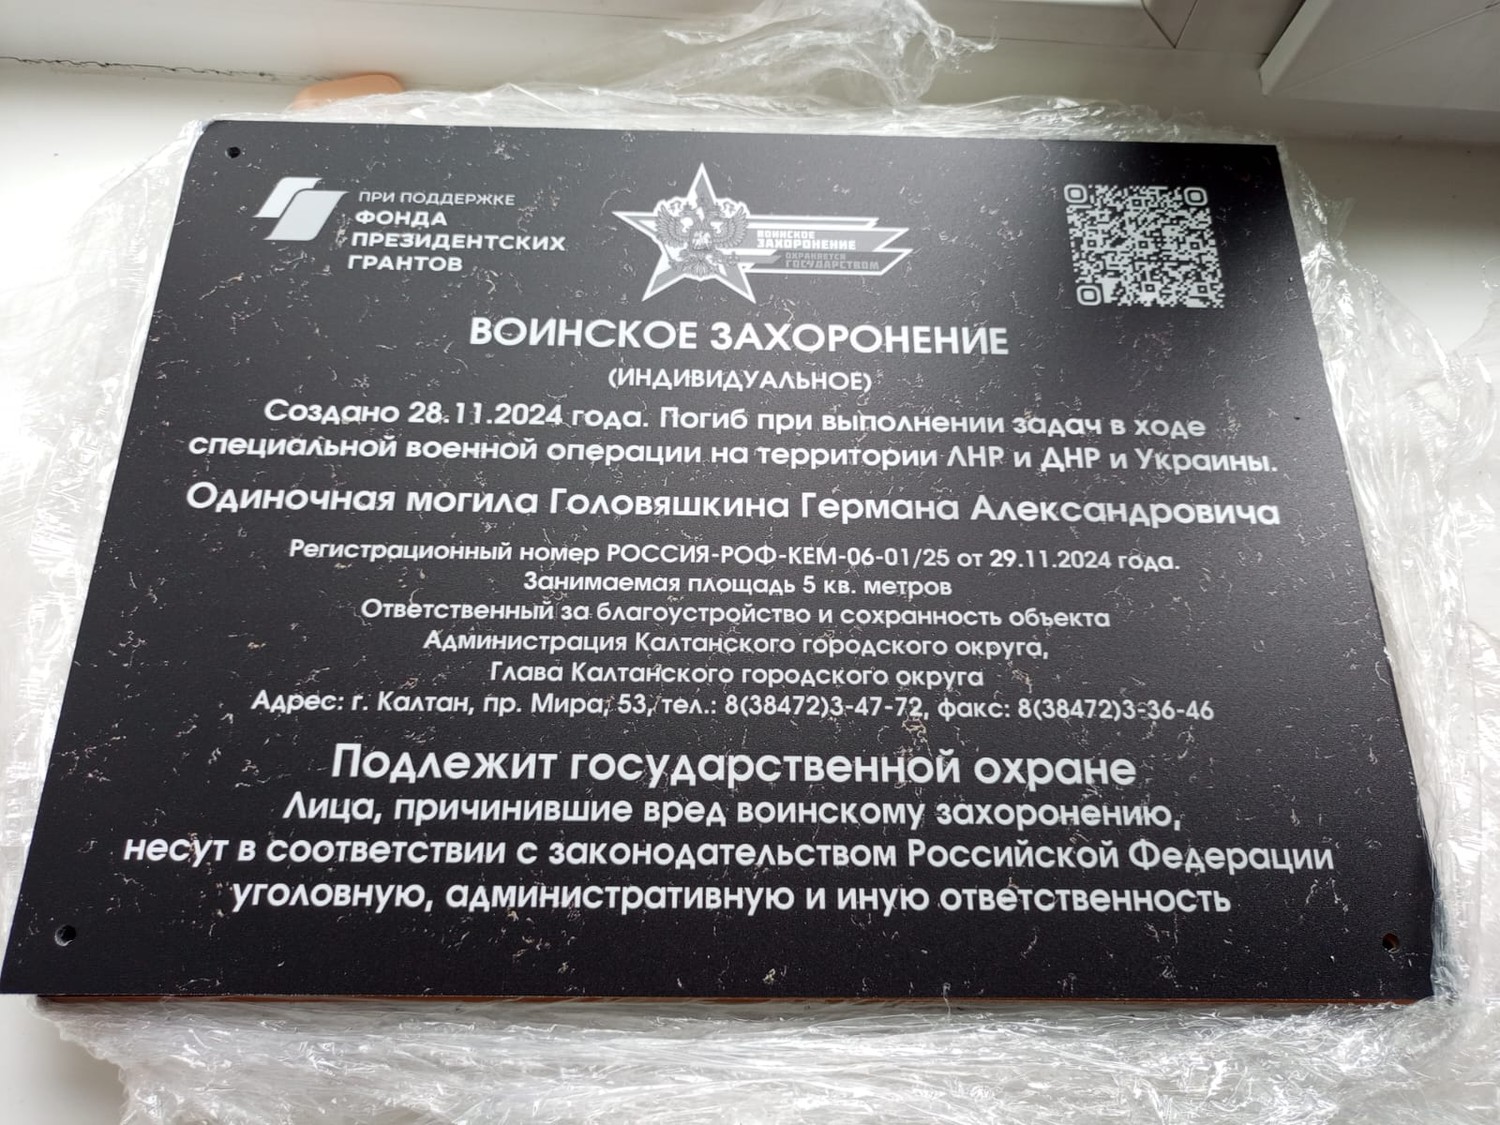 ПРИ ПОДДЕРЖКЕ
ФОНДА
ПРЕЗИДЕНТСКИХ
ГРАНТОВ
ВОИНСКОЕ
ЗАХОРОНЕНИЕ
ОХРАНЯЕТСЯ
ГОСУДАРСТВОМ
ВОИНСКОЕ ЗАХОРОНЕНИЕ
(ИНДИВИДУАЛЬНОЕ)
Создано 28.11.2024 года. Погиб при выполнении задач в ходе
специальной военной операции на территории ЛНР и ДНР и Украины.
Одиночная могила Головяшкина Германа Александровича
Регистрационный номер РОССИЯ-РОФ-КЕМ-06-01/25 от 29.11.2024 года.
Занимаемая площадь 5 кв. метров
Ответственный за благоустройство и сохранность объекта
Администрация Калтанского городского округа,
Глава Калтанского городского округа
Адрес: г. Калтан, пр. Мира, 53, тел.: 8(38472)3-47-72, факс: 8(38472)3-36-46
Подлежит государственной охране
Лица, причинившие вред воинскому захоронению,
несут в соответствии с законодательством Российской Федерации
уголовную, административную и иную ответственность